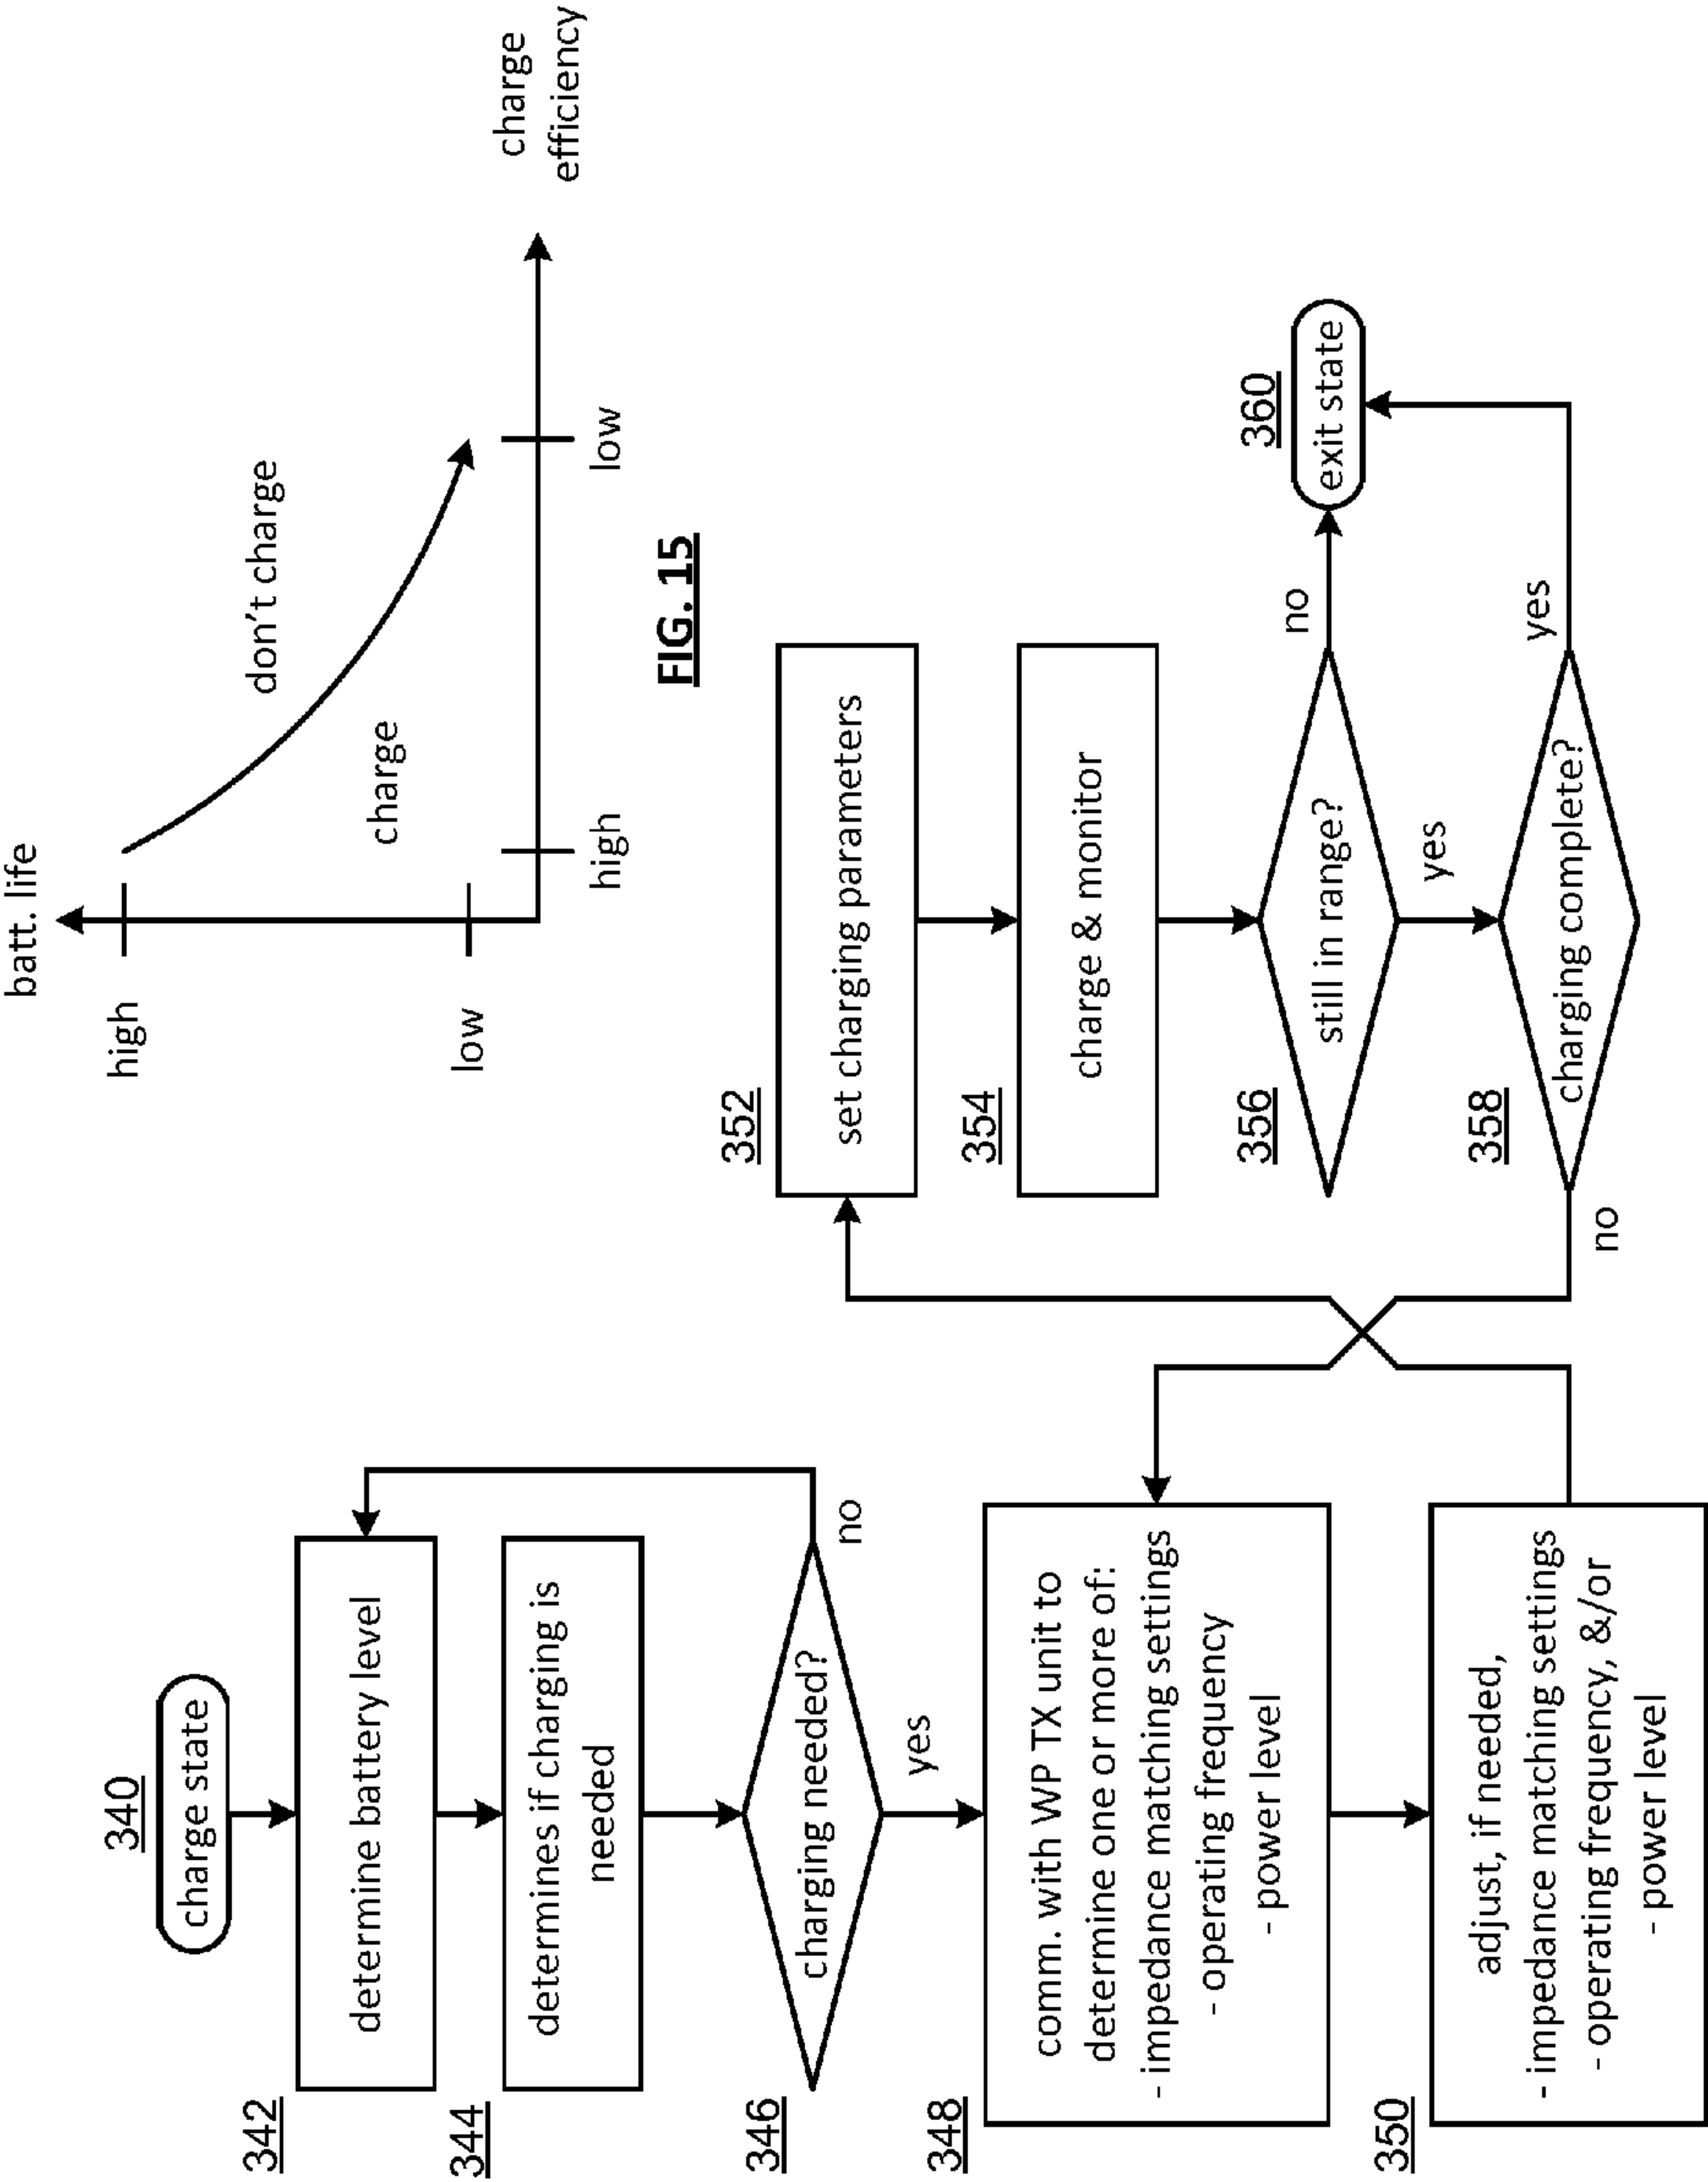 340
charge state
342
determine battery level
344
determines if charging is
needed
346
charging needed?
no
yes
348
comm. with WP TX unit to
determine one or more of:
- impedance matching settings
- operating frequency
- power level
350
adjust, if needed,
- impedance matching settings
- operating frequency, &/or
- power level
batt. life
high
low
don't charge
charge
high
low
charge
efficiency
FIG. 15
352
set charging parameters
354
charge & monitor
356
still in range?
no
yes
358
charging complete?
no
yes
360
exit state